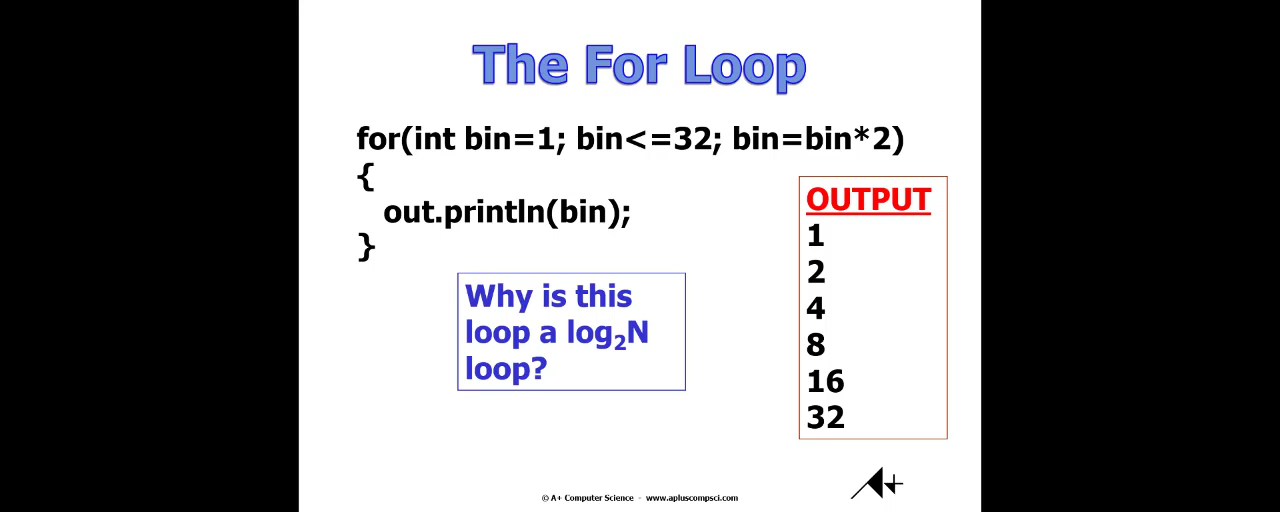 The For Loop
for(int bin=1; bin<=32; bin=bin*2)
{
out.println(bin);
}
OUTPUT
1
2
4
8
16
32
Why is this
loop a log₂N
loop?
A+
© A+ Computer Science - www.apluscompsci.com